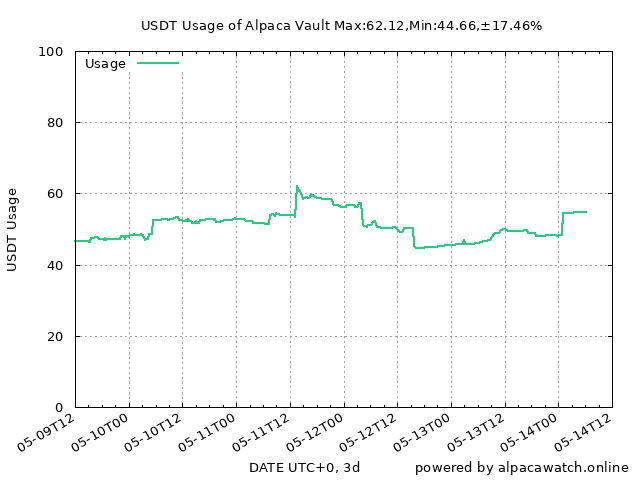 USDT Usage of Alpaca Vault Max:62.12,Min:44.66,±17.46%
Usage
USDT Usage
100
80
60
40
20
0
05-09T12
05-10T00
05-10T12
05-11T00
05-11T12
05-12T00
05-12T12
05-13T00
05-13T12
05-14T00
05-14T12
DATE UTC+0, 3d
powered by alpacawatch.online